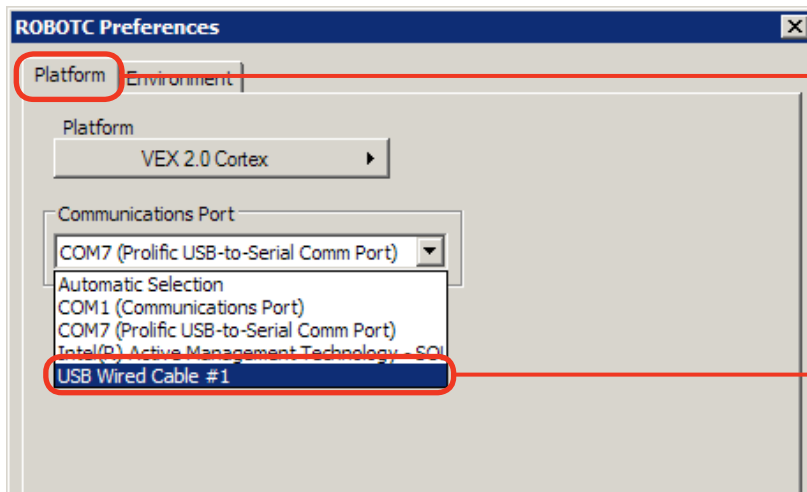 ROBOTC Preferences
Platform
Environment
Platform
VEX 2.0 Cortex
Communications Port
COM7 (Prolific USB-to-Serial Comm Port)
Automatic Selection
COM1 (Communications Port)
COM7 (Prolific USB-to-Serial Comm Port)
Intel(R) Active Management Technology - SOL
USB Wired Cable #1